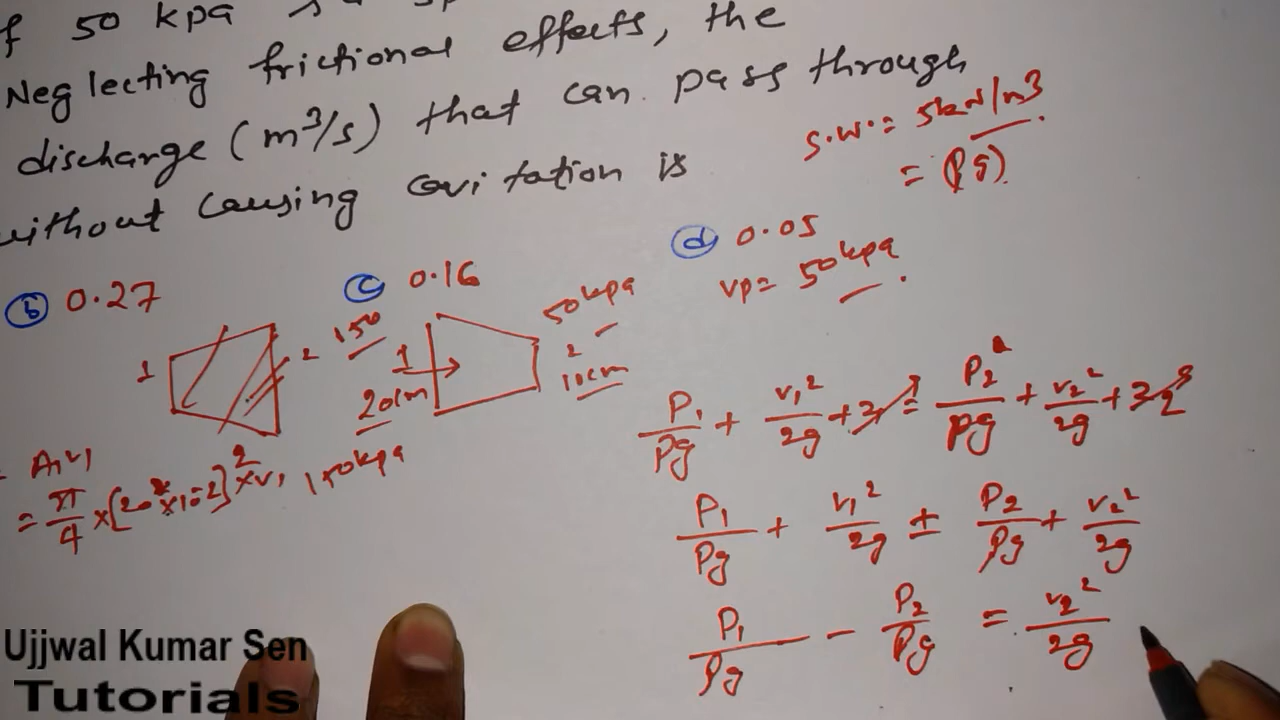 50 kpa
Neglecting frictional effects, the
discharge (m³/s) that can pass through
without causing cavitation is
S.W. = 5kN/m3
= (ρg).
(b) 0.27
(c) 0.16
(d) 0.05
vp = 50kpa.
1
2
150
1
20cm
150kpa
50kpa
2
10cm
A₁v₁
= π/4 × [20 × 10-2]² × v₁
P₁/ρg + v₁²/2g + z₁ = P₂/ρg + v₂²/2g + z₂
P₁/ρg + v₁²/2g = P₂/ρg + v₂²/2g
P₁/ρg - P₂/ρg = v₂²/2g
Ujjwal Kumar Sen
Tutorials